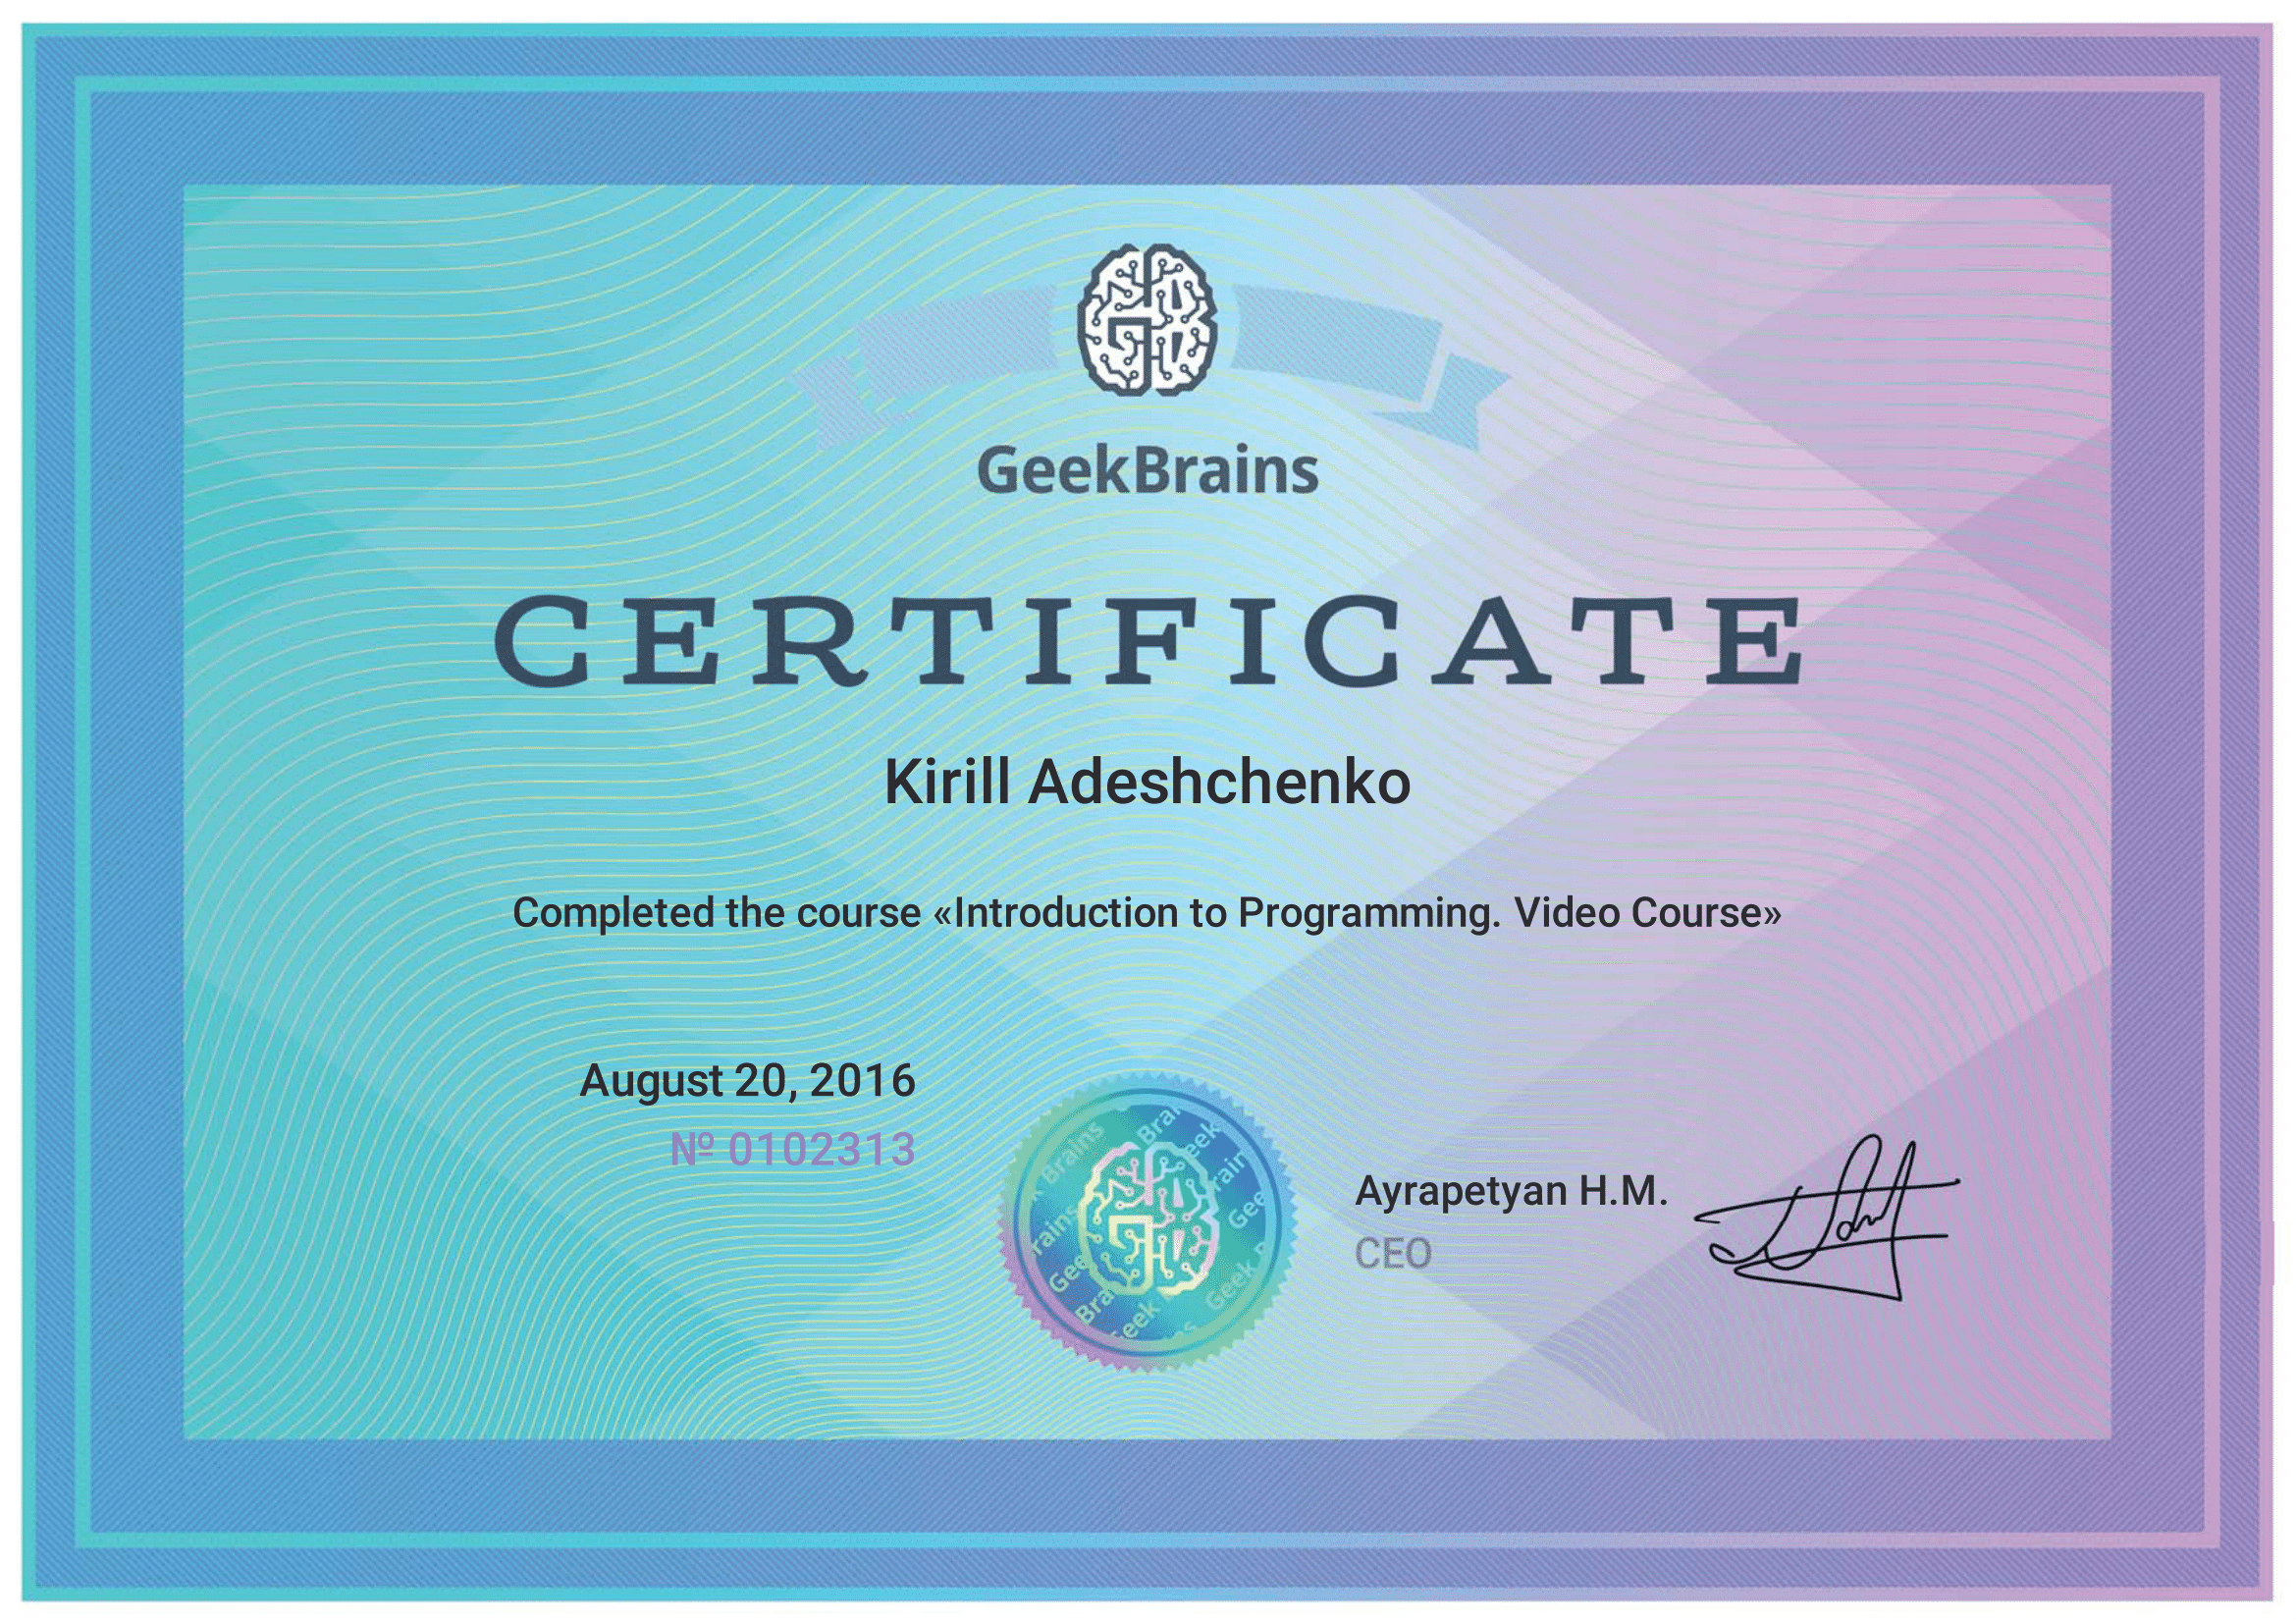 GeekBrains
CERTIFICATE
Kirill Adeshchenko
Completed the course «Introduction to Programming. Video Course»
August 20, 2016
№ 0102313
Ayrapetyan H.M.
CEO